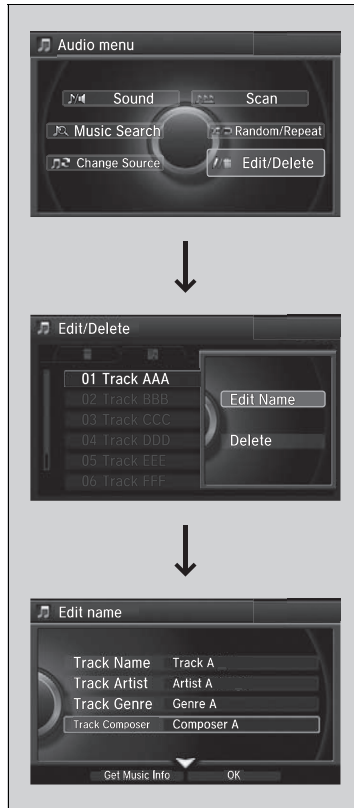 Audio menu
Sound
Scan
Music Search
Random/Repeat
Change Source
Edit/Delete
Edit/Delete
01 Track AAA
02 Track BBB
03 Track CCC
04 Track DDD
05 Track EEE
06 Track FFF
Edit Name
Delete
Edit name
Track Name Track A
Track Artist Artist A
Track Genre Genre A
Track Composer Composer A
Get Music Info OK